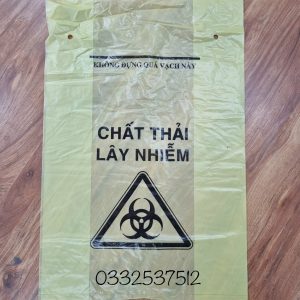 KHÔNG ĐỰNG QUÁ VẠCH NÀY
CHẤT THẢI
LÂY NHIỄM
0332537512